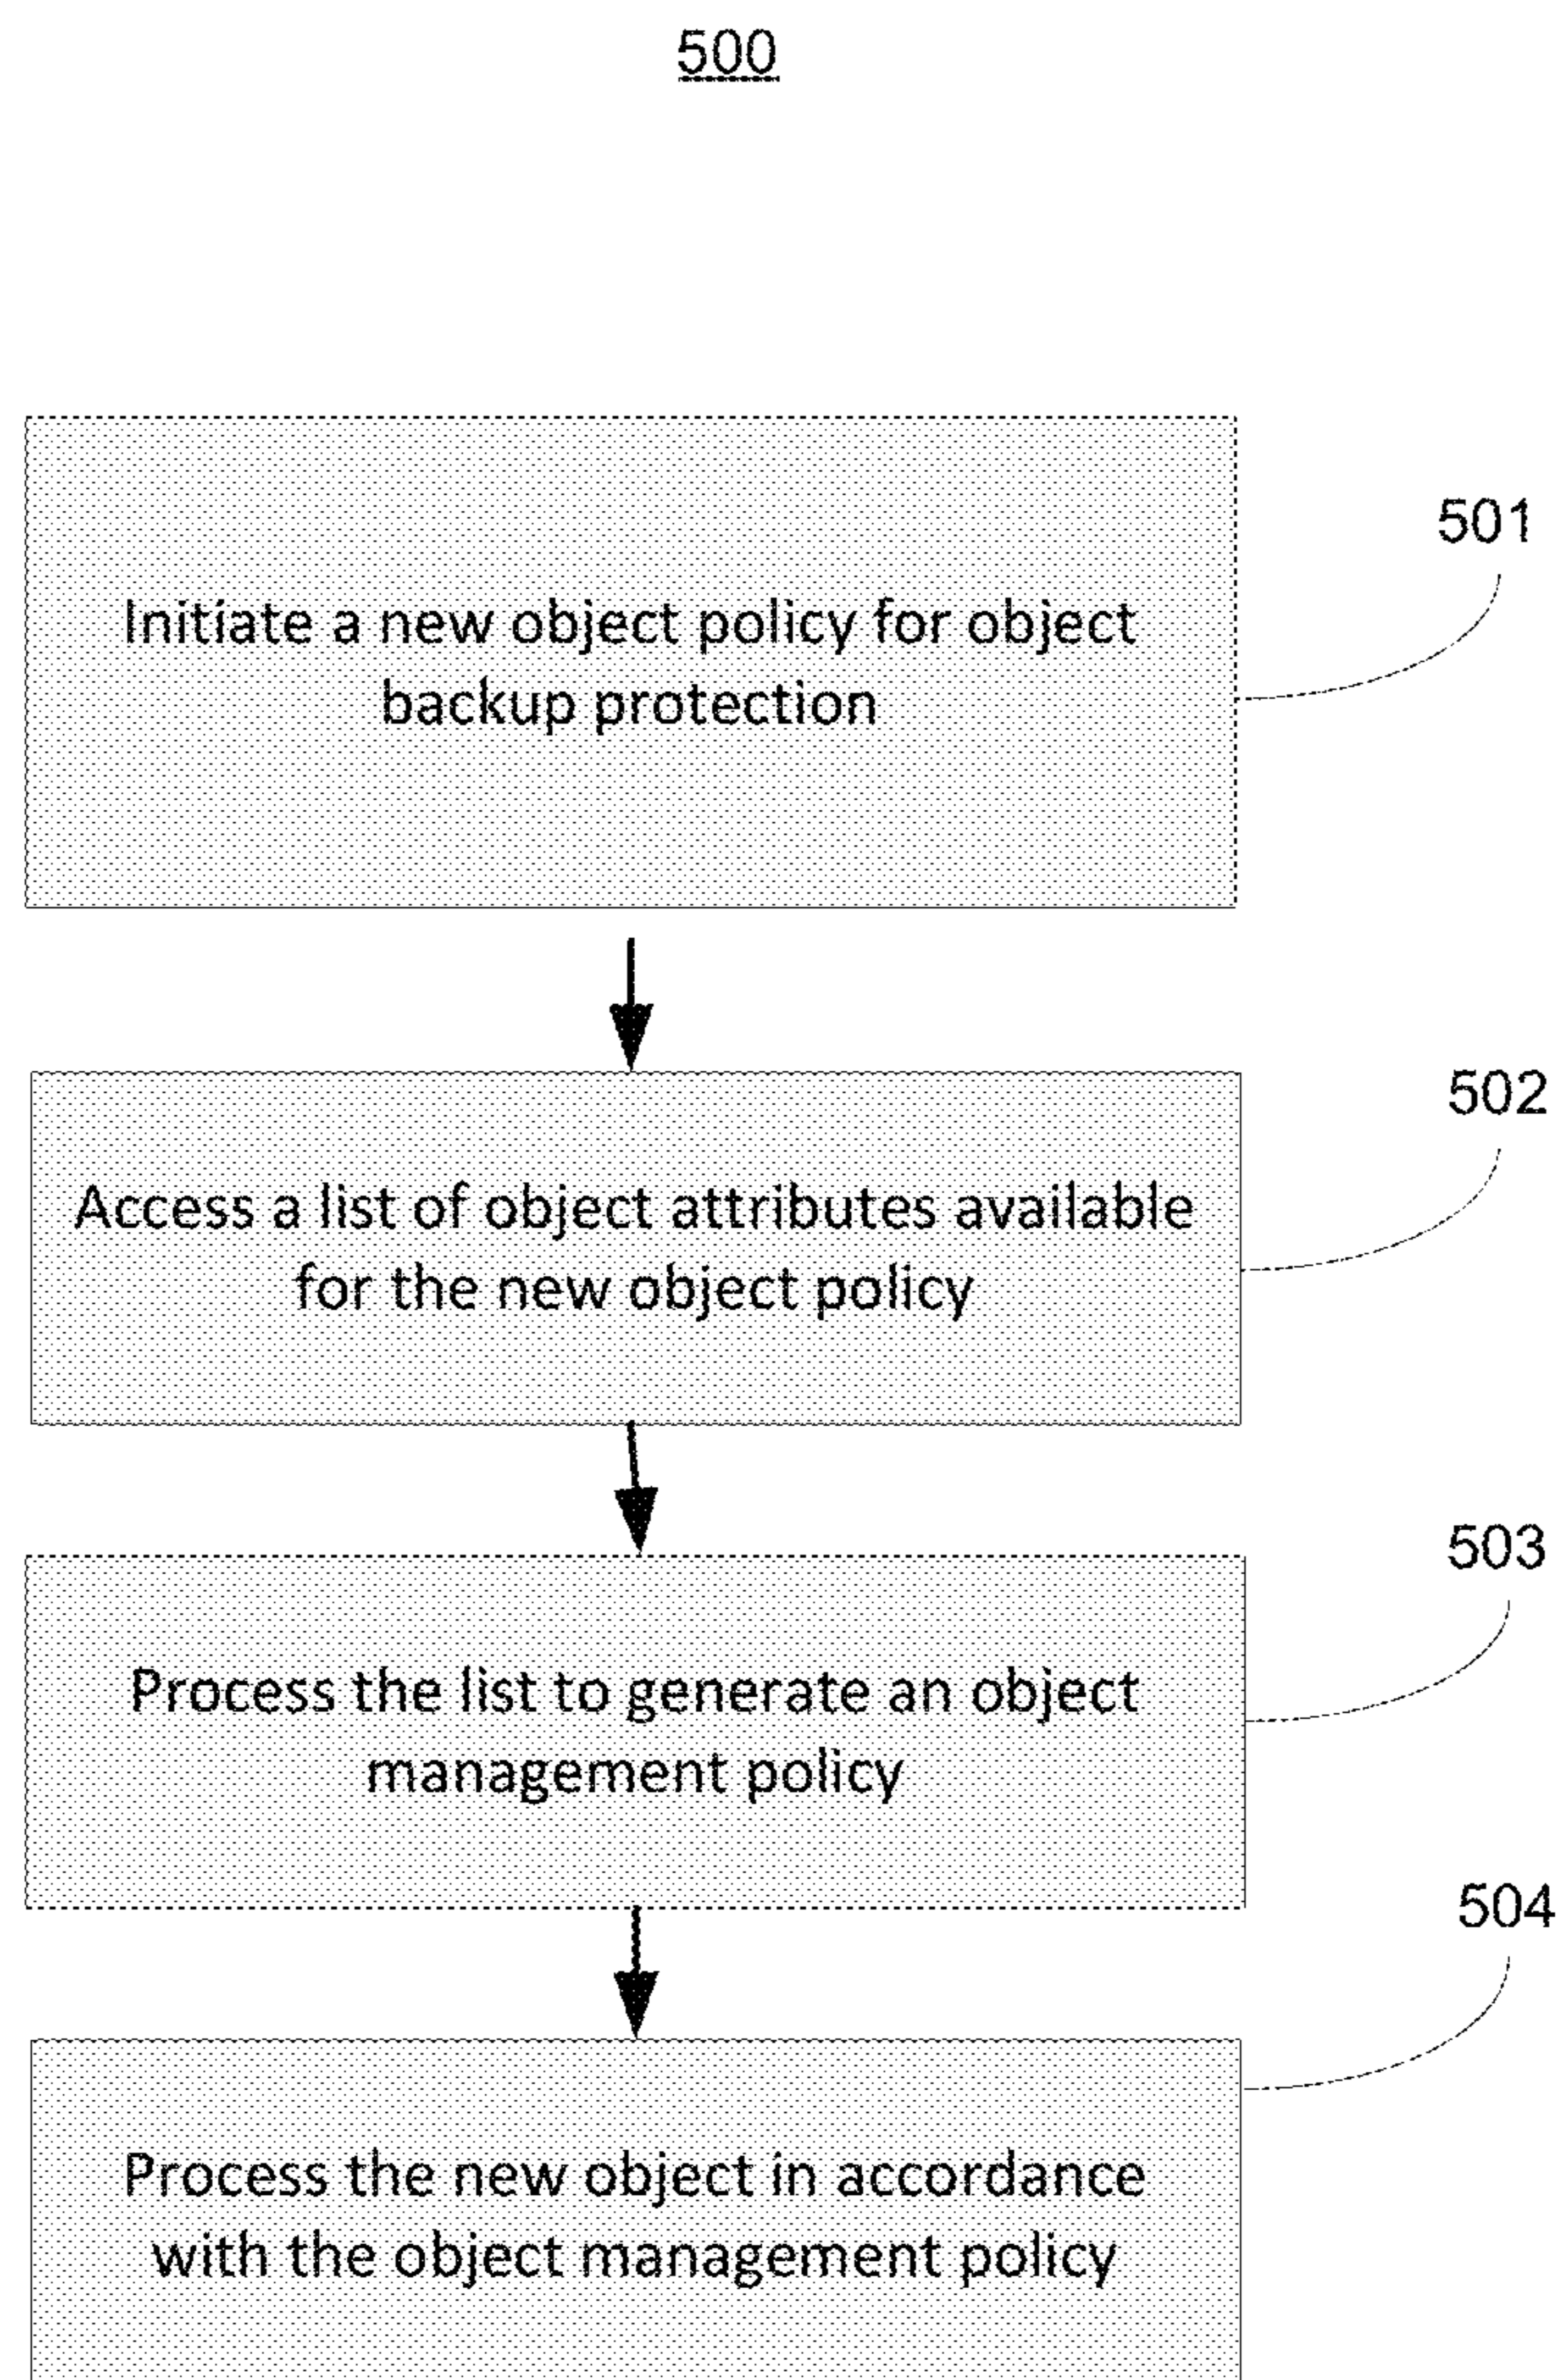 500
Initiate a new object policy for object
backup protection
501
Access a list of object attributes available
for the new object policy
502
Process the list to generate an object
management policy
503
Process the new object in accordance
with the object management policy
504